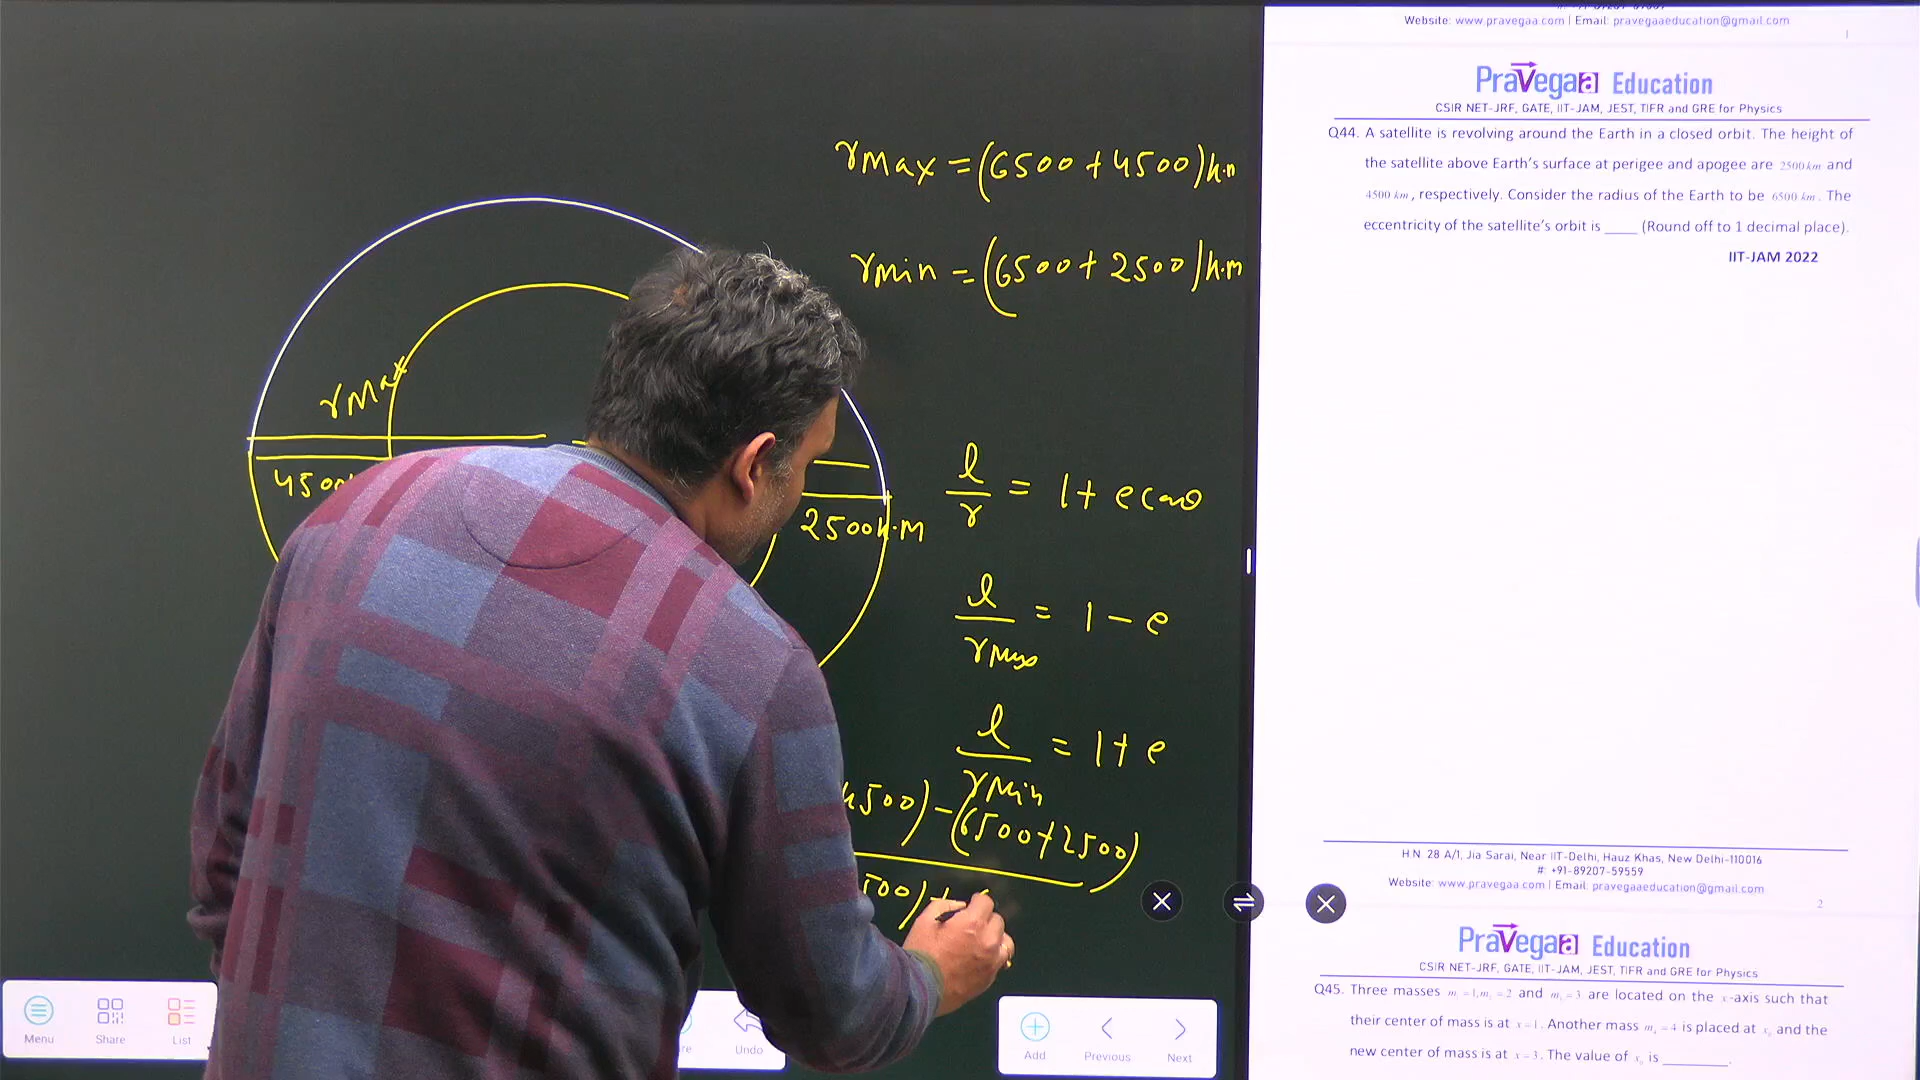 rMax = (6500 + 4500) k.m
rMin = (6500 + 2500) k.m
rMax
2500k.M
l/r = 1 + e cosθ
l/rMax = 1 - e
l/rMin = 1 + e
500) - (6500 + 2500)
500) +
Menu
Share
List
Undo
Add
Previous
Next
Website: www.pravegaa.com | Email: pravegaaeducation@gmail.com
1
Pravegaa Education
CSIR NET-JRF, GATE, IIT-JAM, JEST, TIFR and GRE for Physics
Q44. A satellite is revolving around the Earth in a closed orbit. The height of
the satellite above Earth's surface at perigee and apogee are 2500 km and
4500 km, respectively. Consider the radius of the Earth to be 6500 km. The
eccentricity of the satellite's orbit is ____ (Round off to 1 decimal place).
IIT-JAM 2022
H.N. 28 A/1, Jia Sarai, Near IIT-Delhi, Hauz Khas, New Delhi-110016
#: +91-89207-59559
Website: www.pravegaa.com | Email: pravegaaeducation@gmail.com
2
Pravegaa Education
CSIR NET-JRF, GATE, IIT-JAM, JEST, TIFR and GRE for Physics
Q45. Three masses m₁ = 1, m₂ = 2 and m₃ = 3 are located on the x-axis such that
their center of mass is at x = 1. Another mass m₄ = 4 is placed at x₀ and the
new center of mass is at x = 3. The value of x₀ is ________.